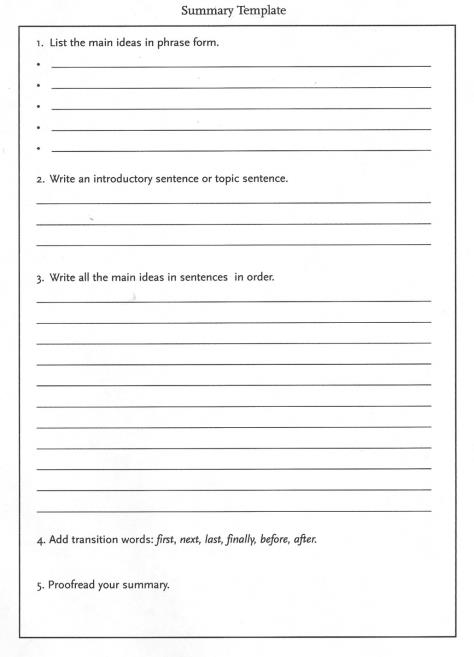 Summary Template
1. List the main ideas in phrase form.
•
•
•
•
•
2. Write an introductory sentence or topic sentence.
3. Write all the main ideas in sentences in order.
4. Add transition words: first, next, last, finally, before, after.
5. Proofread your summary.